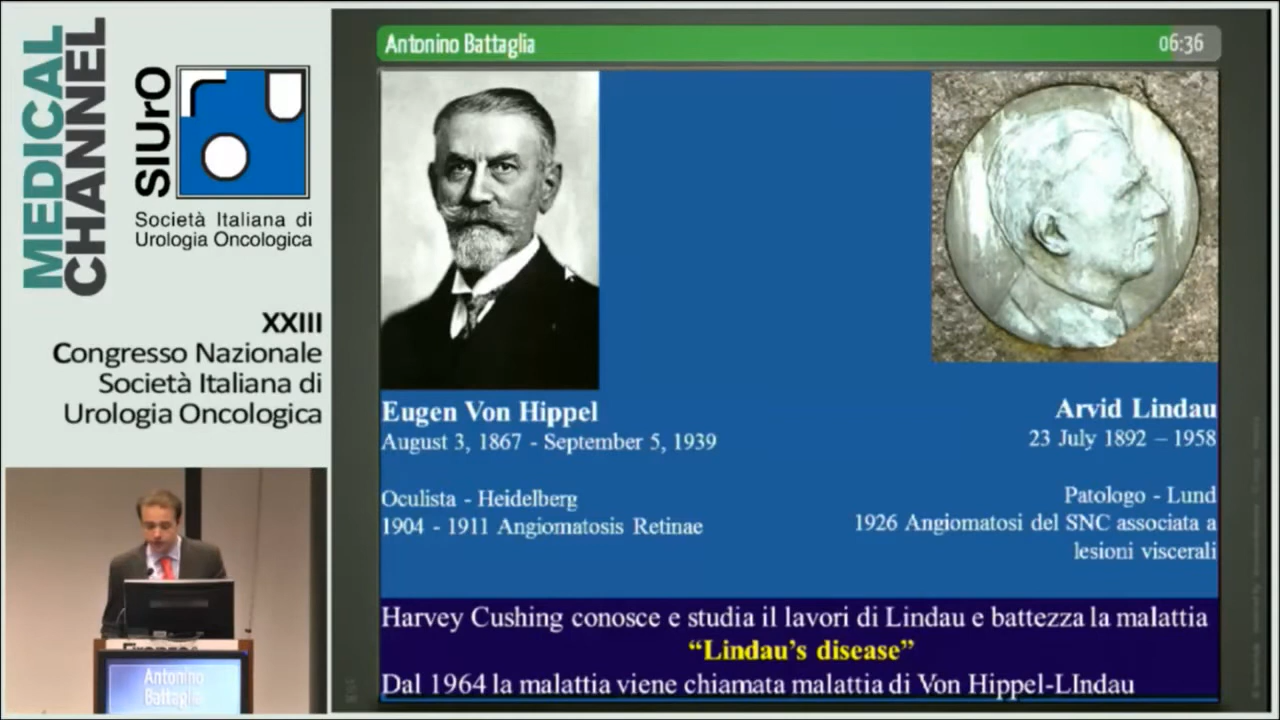 MEDICAL
CHANNEL
SIUrO
Società Italiana di
Urologia Oncologica
XXIII
Congresso Nazionale
Società Italiana di
Urologia Oncologica
Antonino Battaglia
06:36
Eugen Von Hippel
August 3, 1867 - September 5, 1939
Oculista - Heidelberg
1904 - 1911 Angiomatosis Retinae
Arvid Lindau
23 July 1892 – 1958
Patologo - Lund
1926 Angiomatosi del SNC associata a
lesioni viscerali
Harvey Cushing conosce e studia il lavori di Lindau e battezza la malattia
“Lindau’s disease”
Dal 1964 la malattia viene chiamata malattia di Von Hippel-LIndau
Antonino
Battaglia